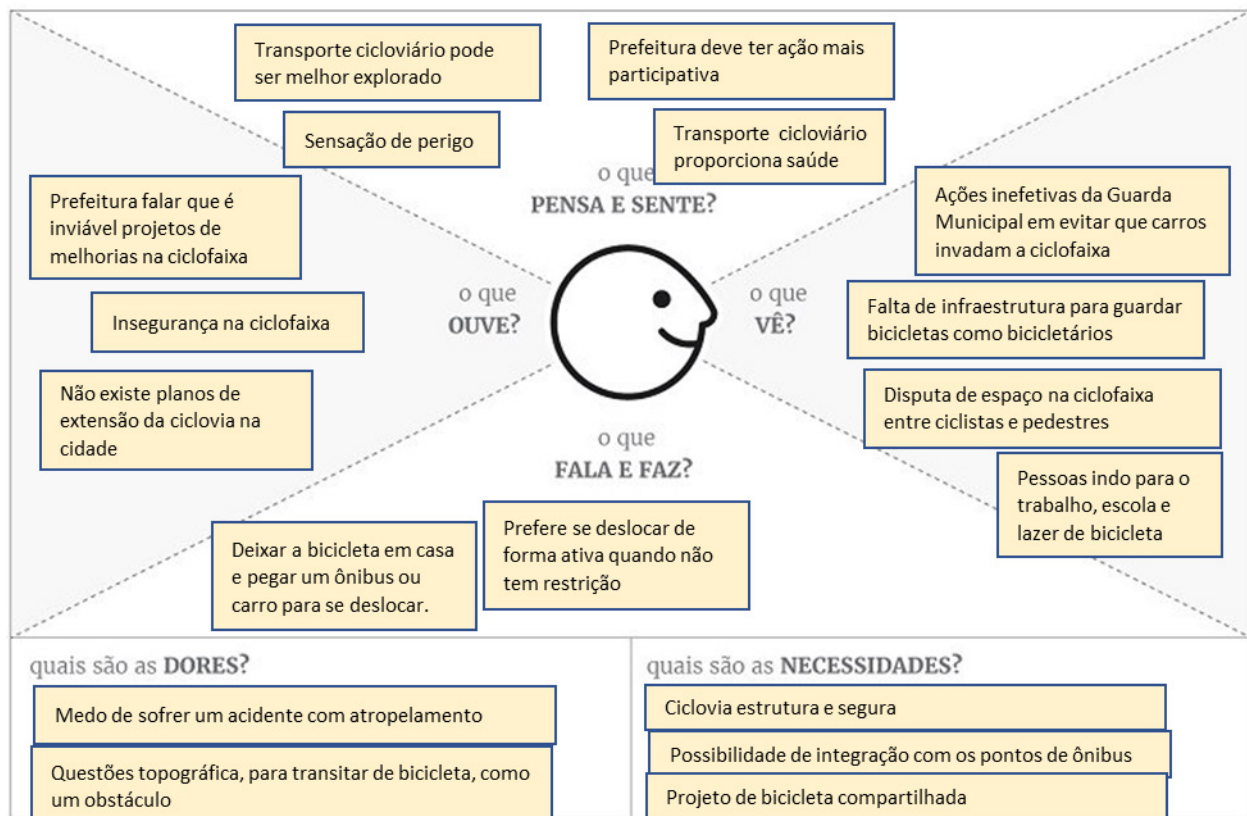 Transporte cicloviário pode
ser melhor explorado
Prefeitura deve ter ação mais
participativa
Sensação de perigo
Transporte cicloviário
proporciona saúde
o que
PENSA E SENTE?
Prefeitura falar que é
inviável projetos de
melhorias na ciclofaixa
Insegurança na ciclofaixa
Não existe planos de
extensão da ciclovia na
cidade
o que
OUVE?
o que
VÊ?
Ações inefetivas da Guarda
Municipal em evitar que carros
invadam a ciclofaixa
Falta de infraestrutura para guardar
bicicletas como bicicletários
Disputa de espaço na ciclofaixa
entre ciclistas e pedestres
Pessoas indo para o
trabalho, escola e
lazer de bicicleta
o que
FALA E FAZ?
Deixar a bicicleta em casa
e pegar um ônibus ou
carro para se deslocar.
Prefere se deslocar de
forma ativa quando não
tem restrição
quais são as DORES?
Medo de sofrer um acidente com atropelamento
Questões topográfica, para transitar de bicicleta, como
um obstáculo
quais são as NECESSIDADES?
Ciclovia estrutura e segura
Possibilidade de integração com os pontos de ônibus
Projeto de bicicleta compartilhada